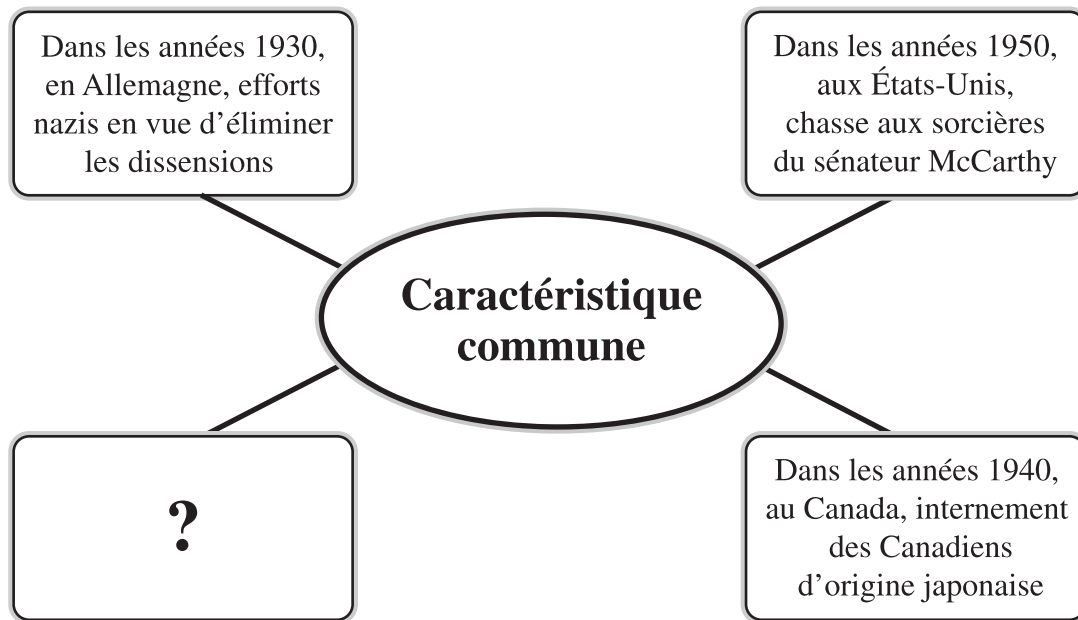 Dans les années 1930,
en Allemagne, efforts
nazis en vue d'éliminer
les dissensions
Dans les années 1950,
aux États-Unis,
chasse aux sorcières
du sénateur McCarthy
Caractéristique
commune
?
Dans les années 1940,
au Canada, internement
des Canadiens
d'origine japonaise